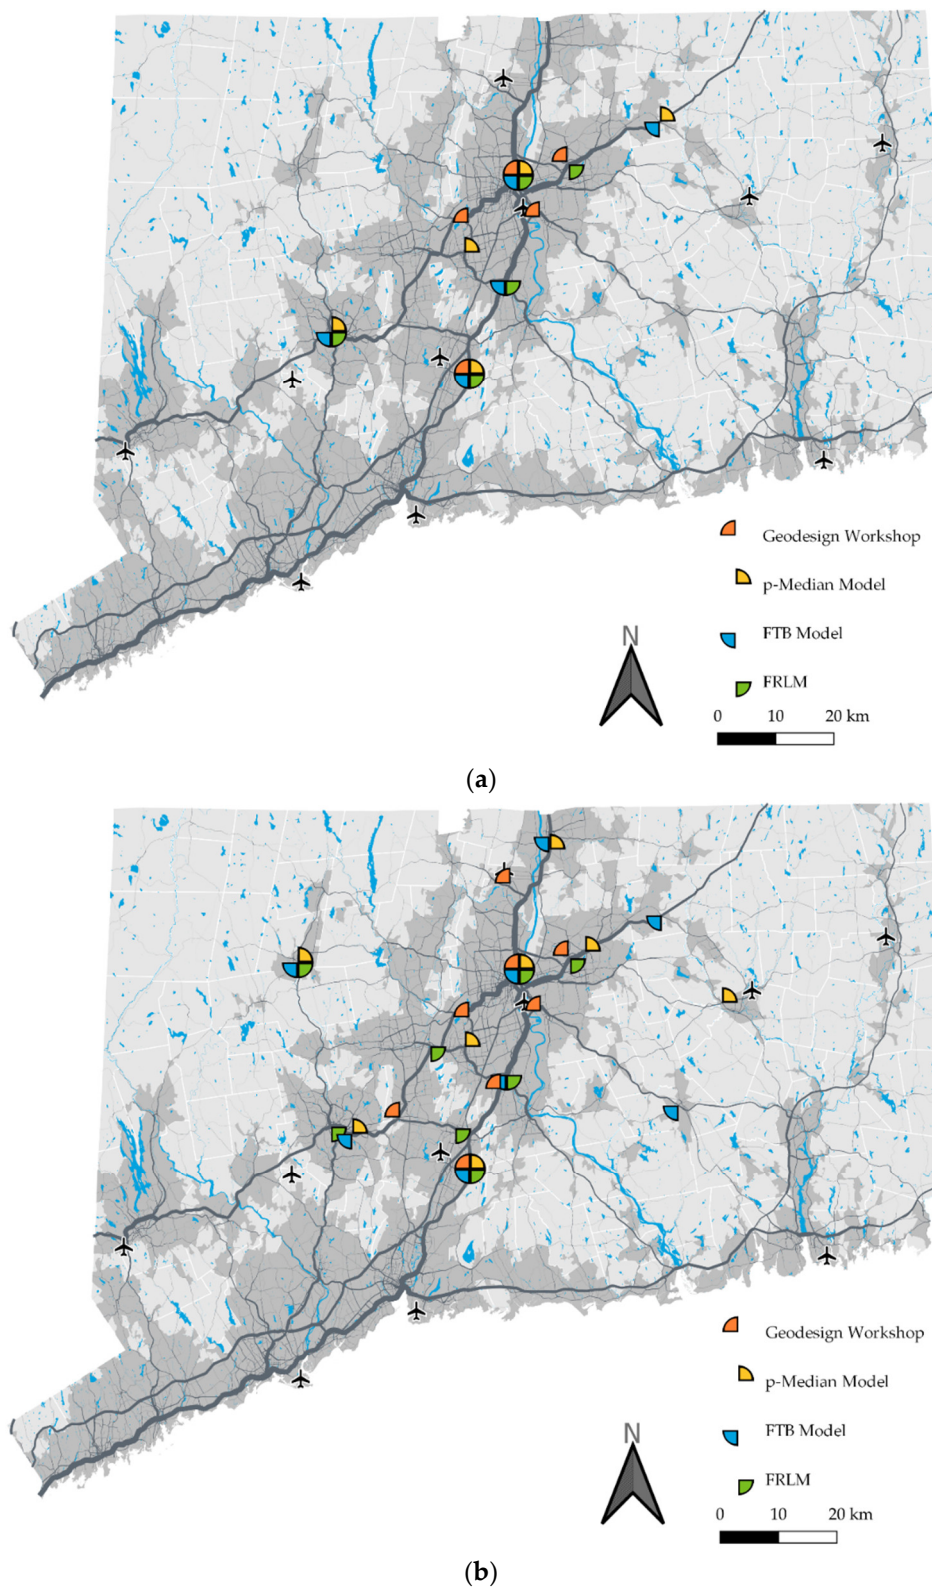 Geodesign Workshop
p-Median Model
N
FTB Model
FRLM
0 10 20 km
(a)
Geodesign Workshop
p-Median Model
N
FTB Model
FRLM
0 10 20 km
(b)